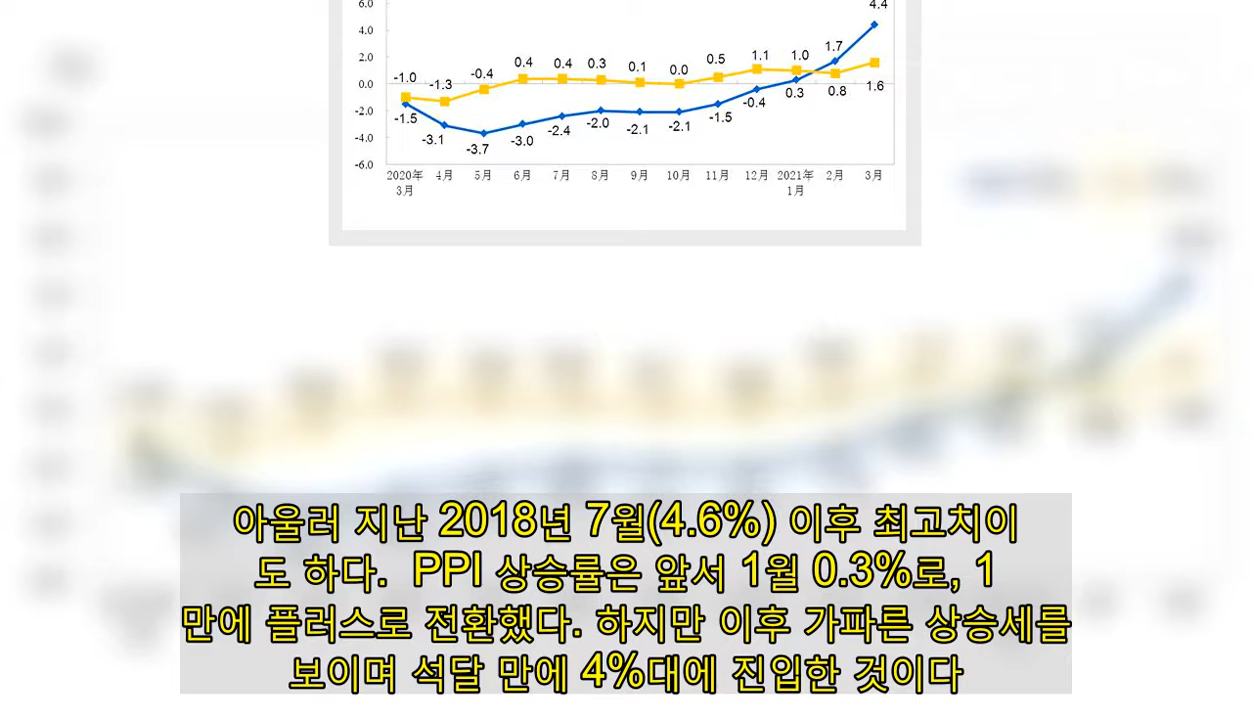 6.0
4.4
4.0
2.0
0.0
-2.0
-4.0
-6.0
-1.0 -1.3 -0.4 0.4 0.4 0.3 0.1 0.0 0.5 1.1 1.0 1.7
-1.5 -3.1 -3.7 -3.0 -2.4 -2.0 -2.1 -2.1 -1.5 -0.4 0.3 0.8 1.6
2020年 4月 5月 6月 7月 8月 9月 10月 11月 12月 2021年 2月 3月
3月 1月
아울러 지난 2018년 7월(4.6%) 이후 최고치이
도 하다. PPI 상승률은 앞서 1월 0.3%로, 1
만에 플러스로 전환했다. 하지만 이후 가파른 상승세를
보이며 석달 만에 4%대에 진입한 것이다